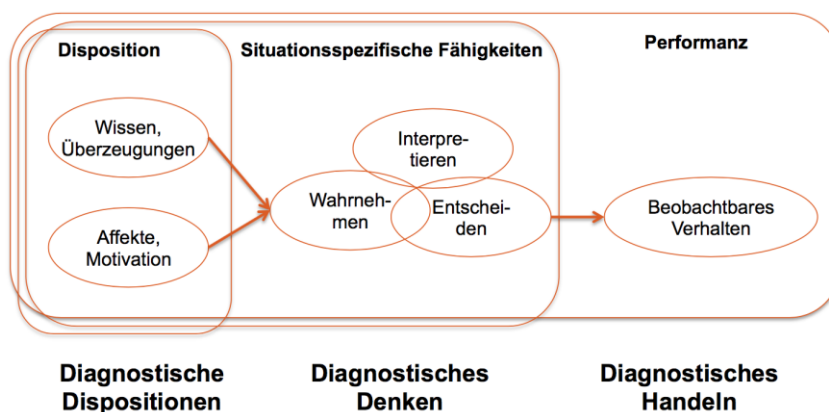 Disposition
Situationsspezifische Fähigkeiten
Performanz
Wissen,
Überzeugungen
Affekte,
Motivation
Interpre-
tieren
Wahrneh-
men
Entschei-
den
Beobachtbares
Verhalten
Diagnostische
Dispositionen
Diagnostisches
Denken
Diagnostisches
Handeln